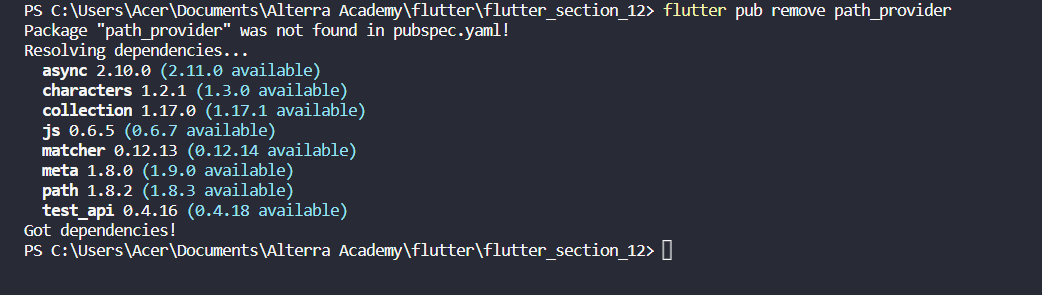 PS C:\Users\Acer\Documents\Alterra Academy\flutter\flutter_section_12> flutter pub remove path_provider
Package "path_provider" was not found in pubspec.yaml!
Resolving dependencies...
  async 2.10.0 (2.11.0 available)
  characters 1.2.1 (1.3.0 available)
  collection 1.17.0 (1.17.1 available)
  js 0.6.5 (0.6.7 available)
  matcher 0.12.13 (0.12.14 available)
  meta 1.8.0 (1.9.0 available)
  path 1.8.2 (1.8.3 available)
  test_api 0.4.16 (0.4.18 available)
Got dependencies!
PS C:\Users\Acer\Documents\Alterra Academy\flutter\flutter_section_12>